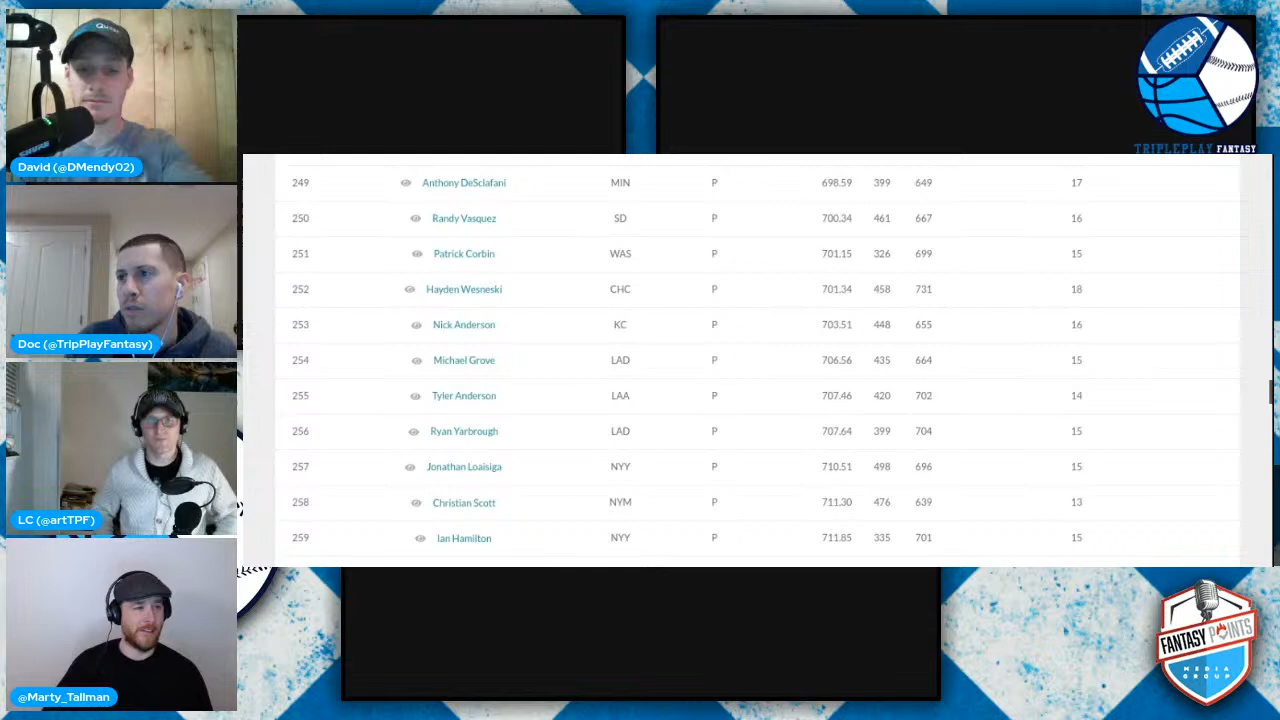 David (@DMendy02)
Doc (@TripPlayFantasy)
LC (@artTPF)
@Marty_Tallman
SHURE
TRIPLEPLAY FANTASY
249 Anthony DeSclafani MIN P 698.59 399 649 17
250 Randy Vasquez SD P 700.34 461 667 16
251 Patrick Corbin WAS P 701.15 326 699 15
252 Hayden Wesneski CHC P 701.34 458 731 18
253 Nick Anderson KC P 703.51 448 655 16
254 Michael Grove LAD P 706.56 435 664 15
255 Tyler Anderson LAA P 707.46 420 702 14
256 Ryan Yarbrough LAD P 707.64 399 704 15
257 Jonathan Loaisiga NYY P 710.51 498 696 15
258 Christian Scott NYM P 711.30 476 639 13
259 Ian Hamilton NYY P 711.85 335 701 15
FANTASY POINTS
MEDIA
GROUP